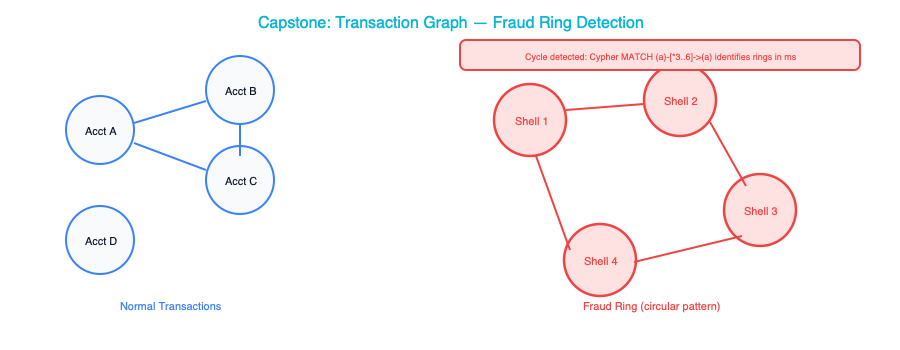 Capstone: Transaction Graph — Fraud Ring Detection
Cycle detected: Cypher MATCH (a)-[*3..6]->(a) identifies rings in ms
Acct A
Acct B
Acct C
Acct D
Normal Transactions
Shell 1
Shell 2
Shell 3
Shell 4
Fraud Ring (circular pattern)